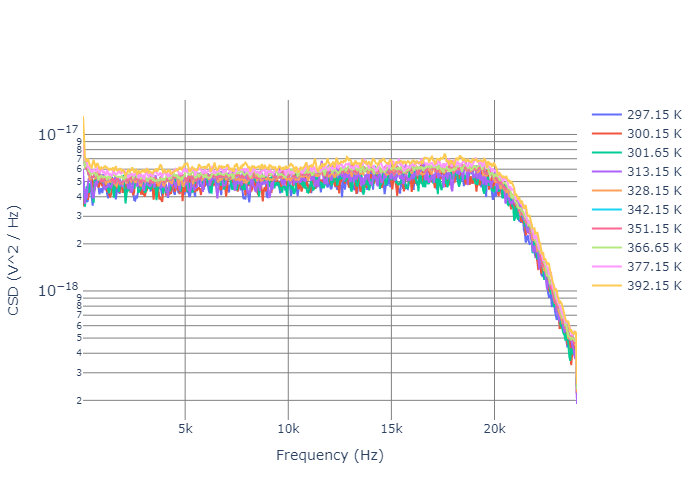 CSD (V^2 / Hz)
10−17
9
8
7
6
5
4
3
2
10−18
9
8
7
6
5
4
3
2
5k
10k
15k
20k
Frequency (Hz)
297.15 K
300.15 K
301.65 K
313.15 K
328.15 K
342.15 K
351.15 K
366.65 K
377.15 K
392.15 K